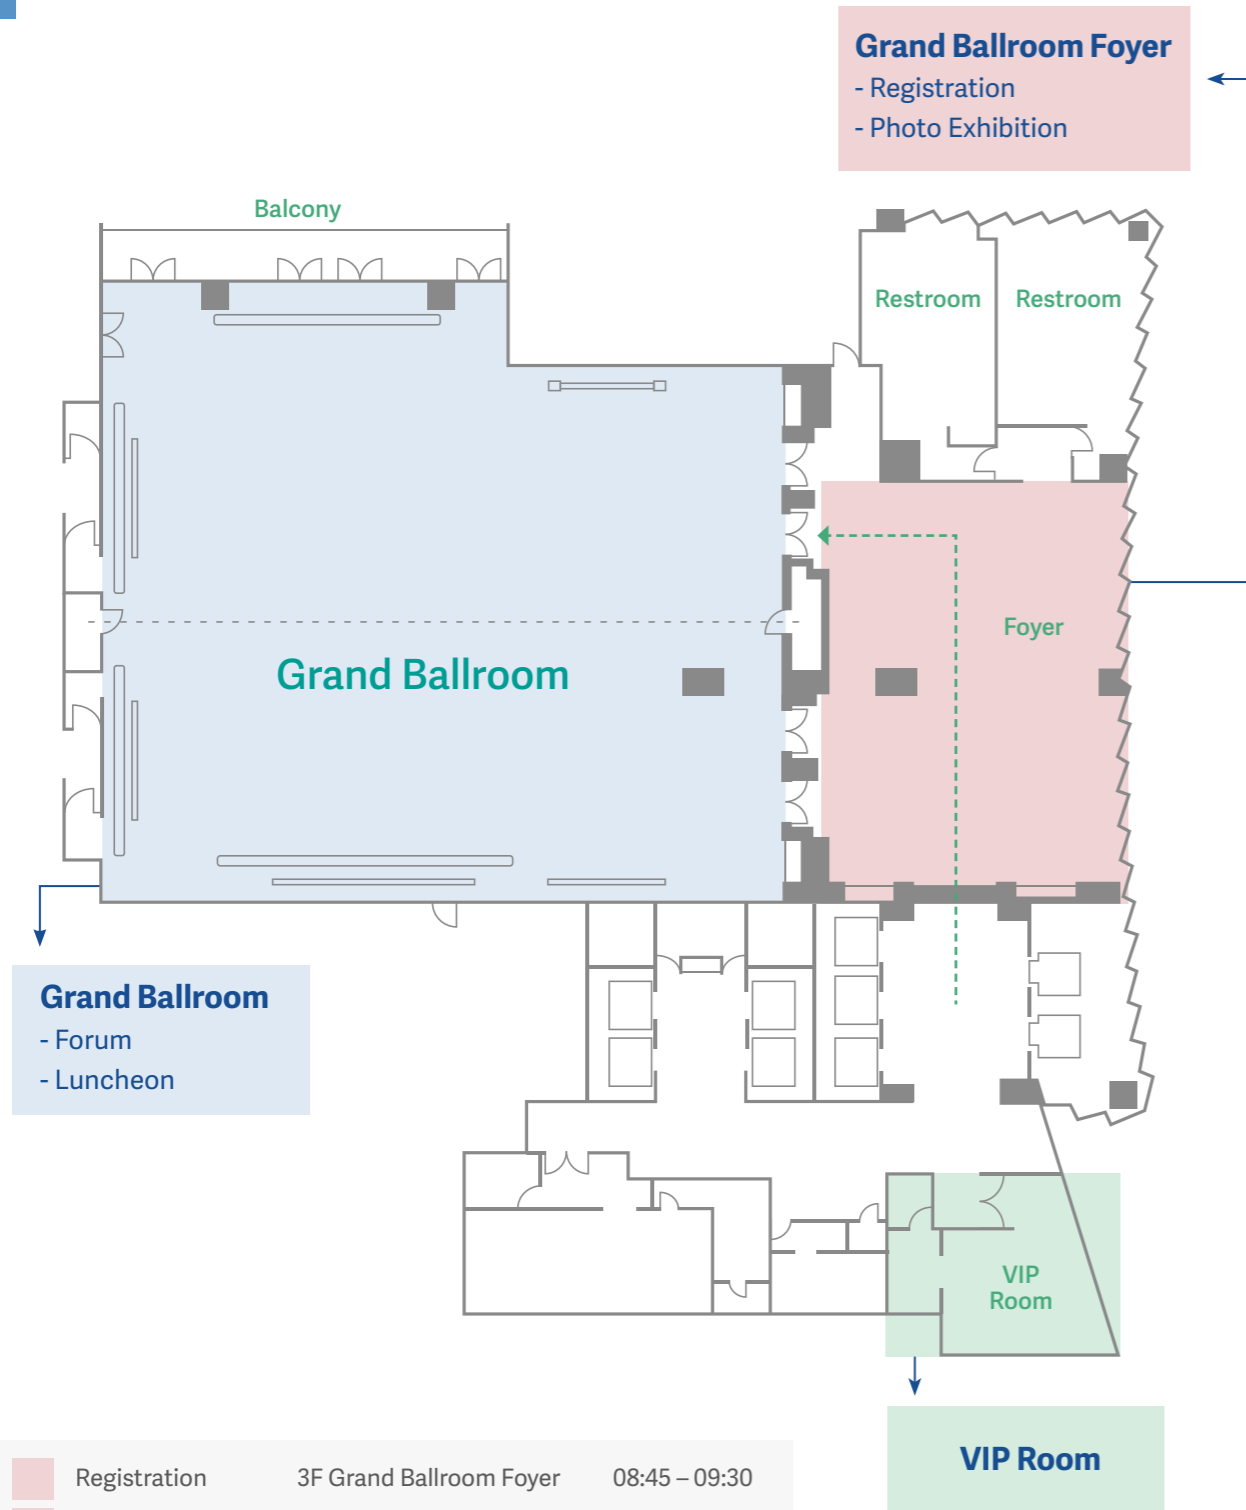 Grand Ballroom Foyer
- Registration
- Photo Exhibition
Balcony
Restroom
Restroom
Foyer
Grand Ballroom
Grand Ballroom
- Forum
- Luncheon
VIP
Room
VIP Room
Registration 3F Grand Ballroom Foyer 08:45 – 09:30